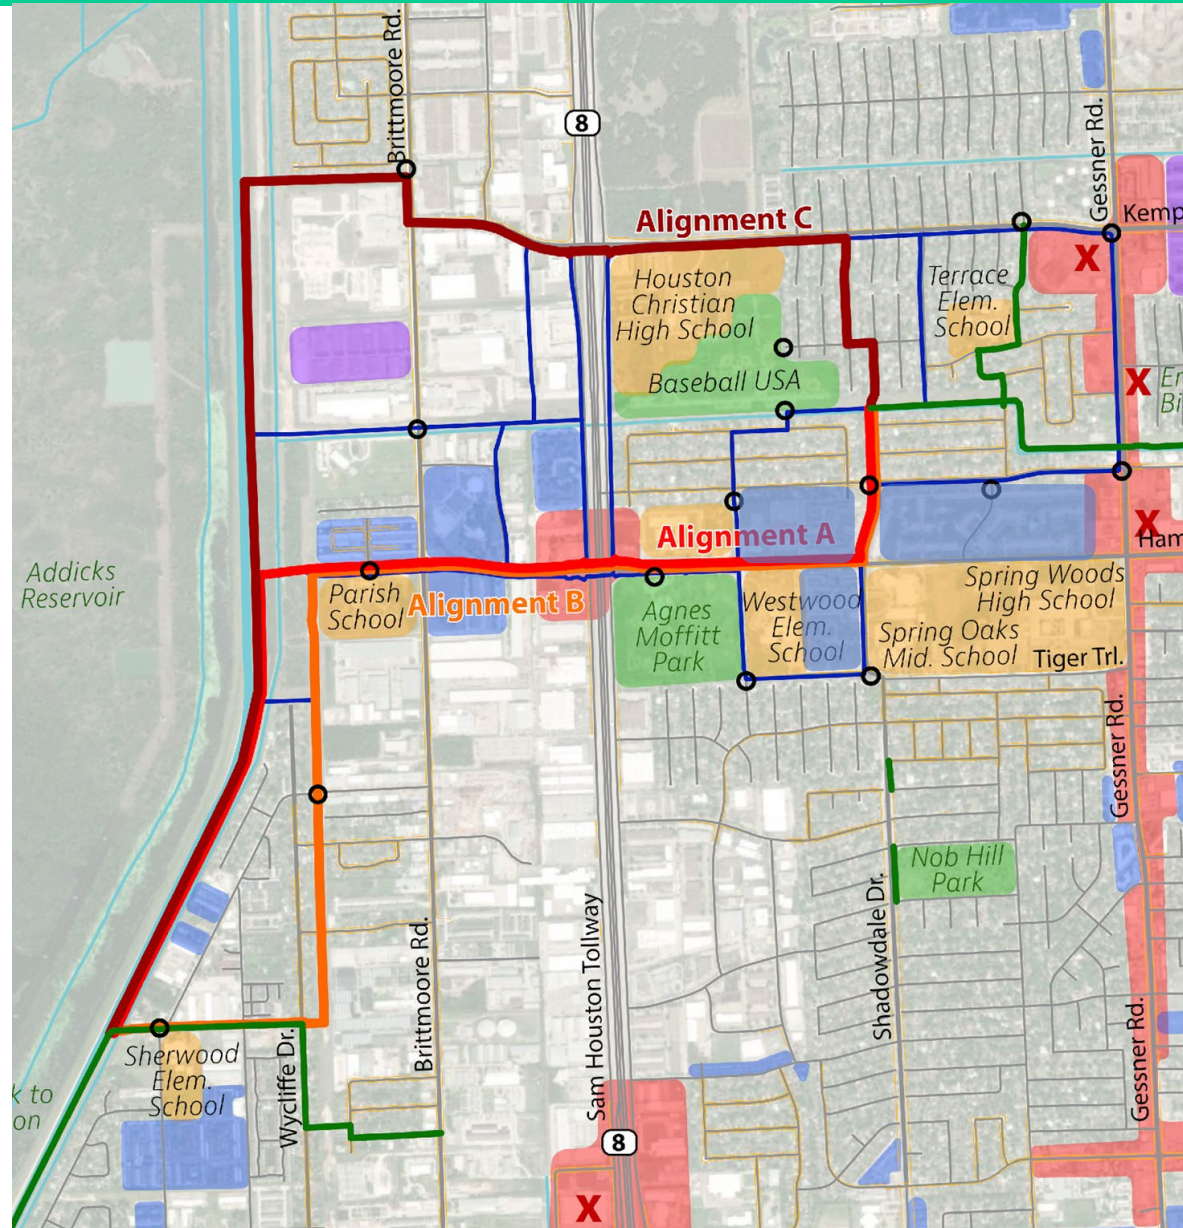 Brittmoore Rd.
8
Gessner Rd.
Kemp
Alignment C
Houston
Christian
High School
Terrace
Elem.
School
X
Baseball USA
X
Er
Bi
Alignment A
X
Ham
Addicks
Reservoir
Parish
School
Alignment B
Agnes
Moffitt
Park
Westwood
Elem.
School
Spring Woods
High School
Spring Oaks
Mid. School
Tiger Trl.
Gessner Rd.
Nob Hill
Park
Shadowdale Dr.
Sam Houston Tollway
Brittmoore Rd.
Gessner Rd.
Sherwood
Elem.
School
Wycliffe Dr.
k to
on
8
X